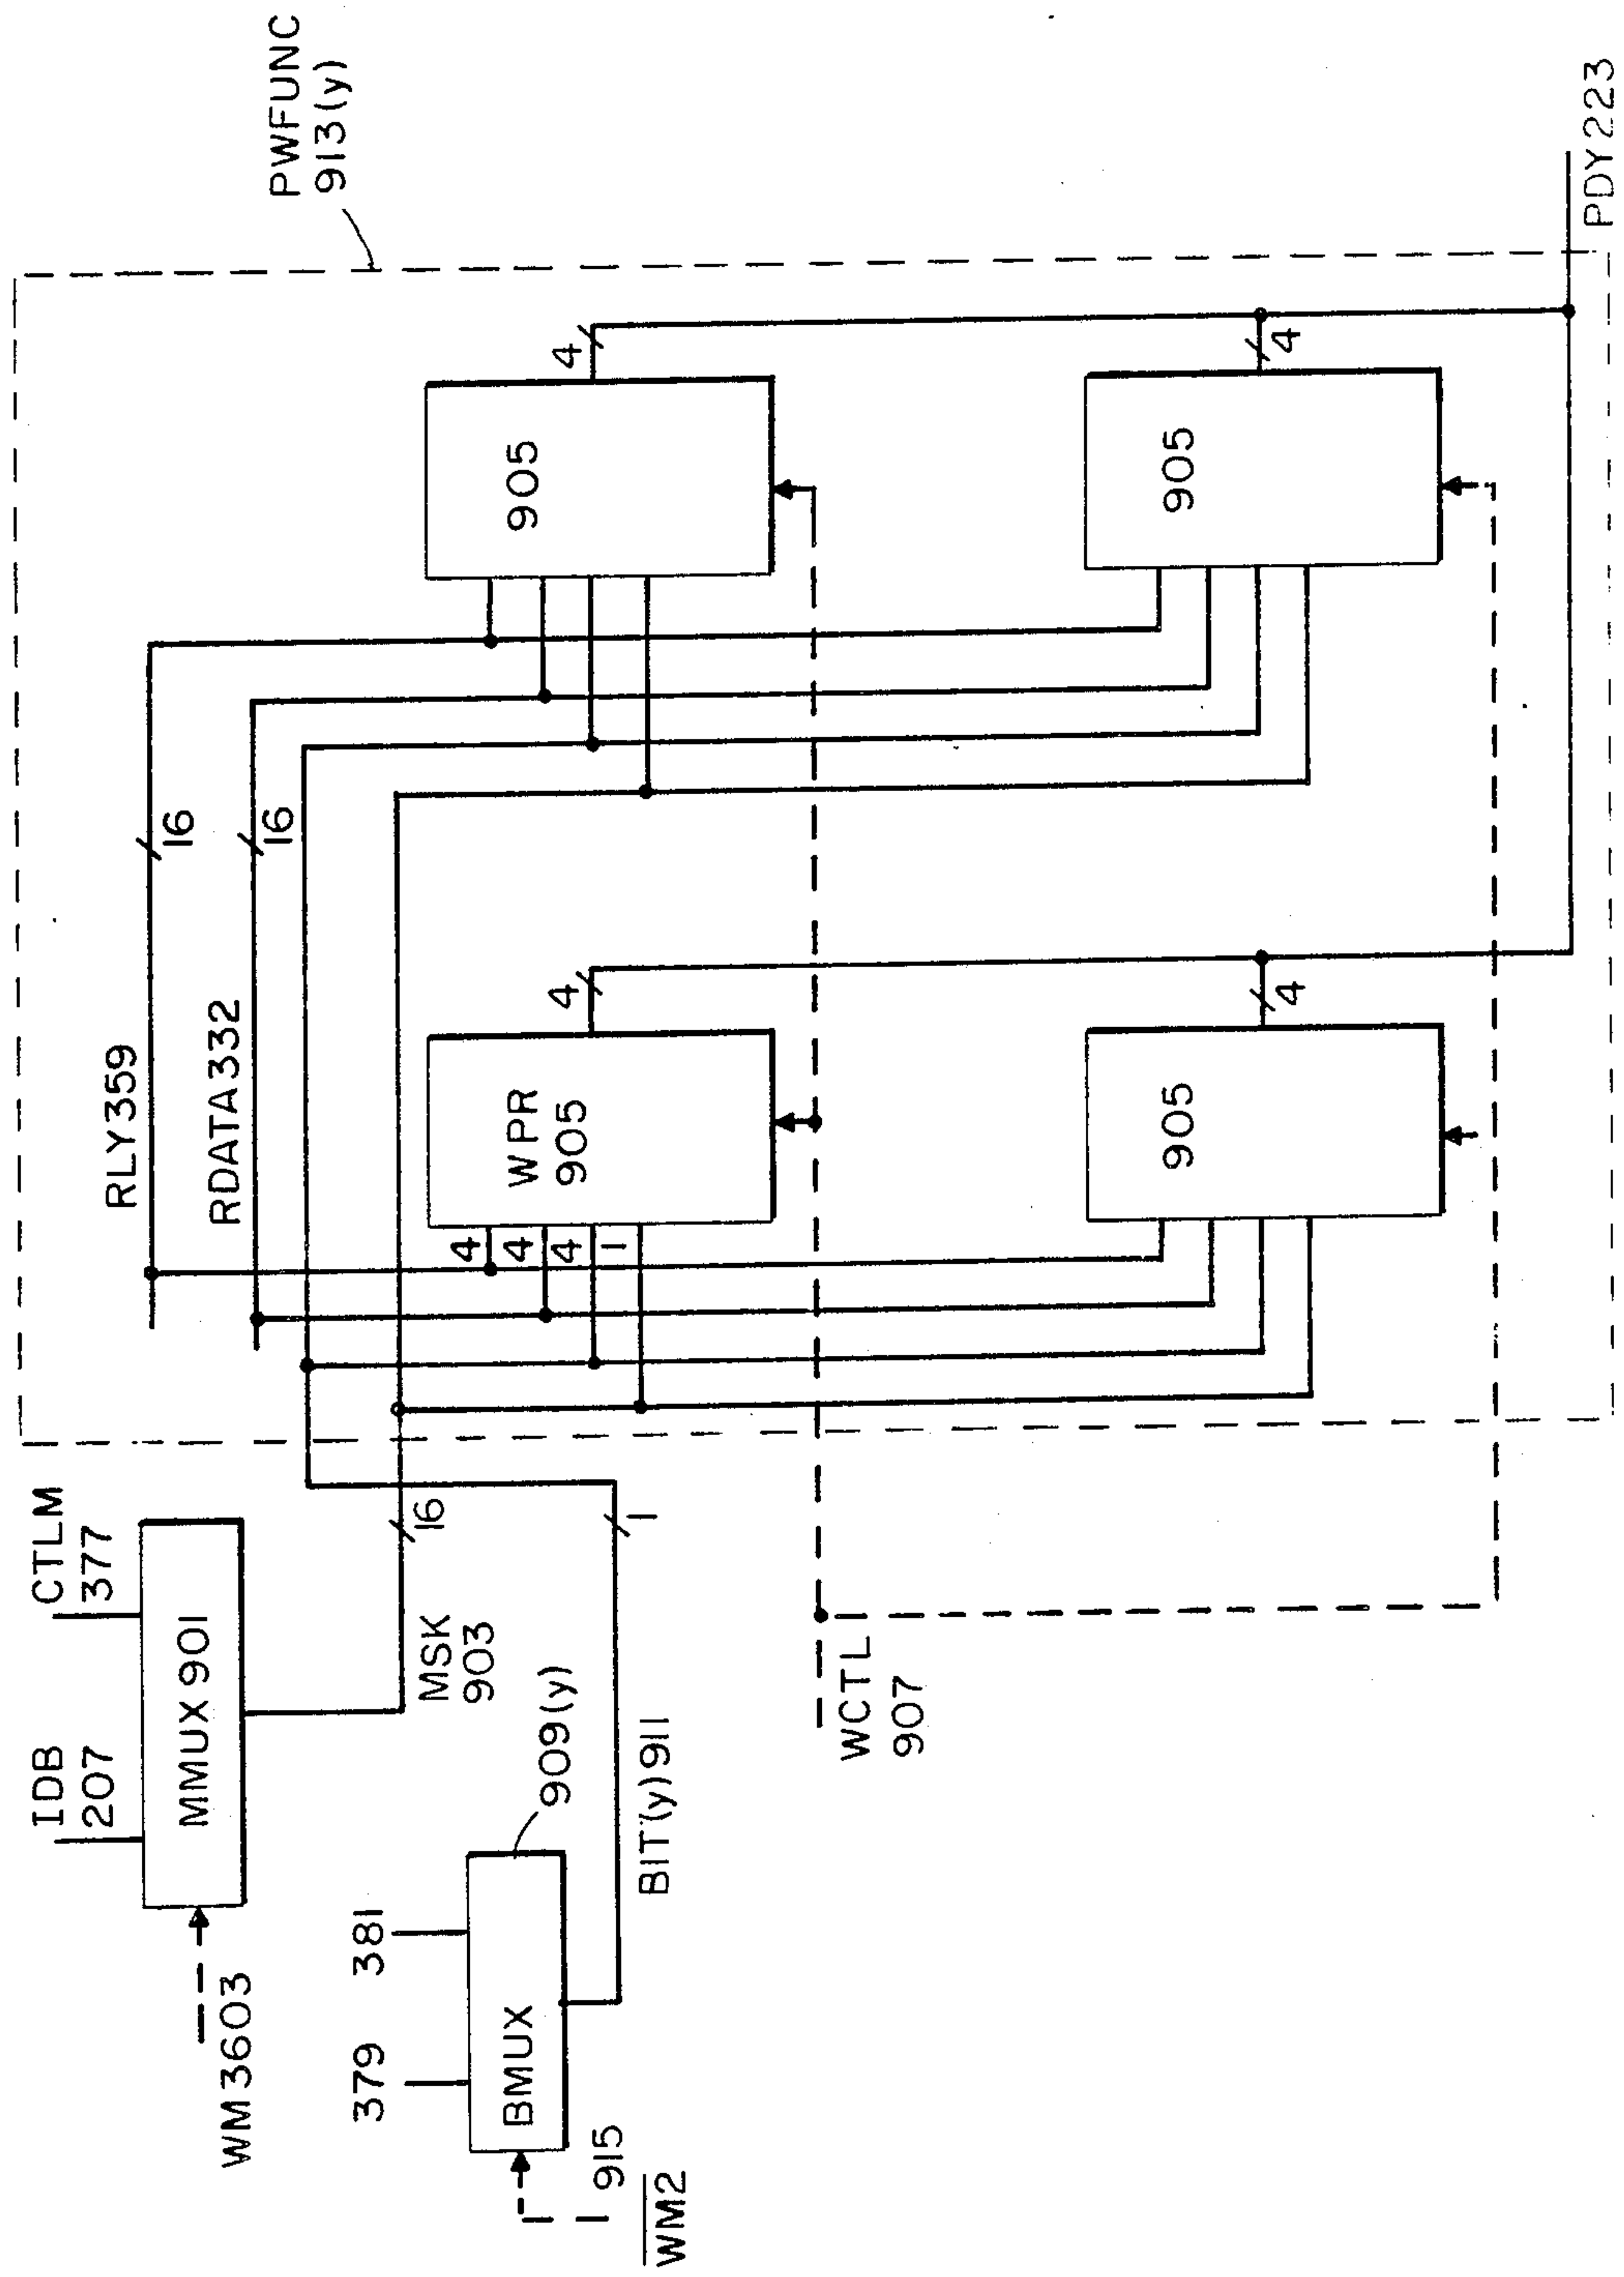 IDB
207
CTLM
377
MMUX 901
WM3603
MSK
903
16
379
381
BMUX
909(y)
915
WM2
BIT(y)911
1
WCTL
907
PWFUNC
913(y)
RLY359
16
RDATA332
16
4
4
4
1
WPR
905
4
905
4
905
4
905
4
PDY223